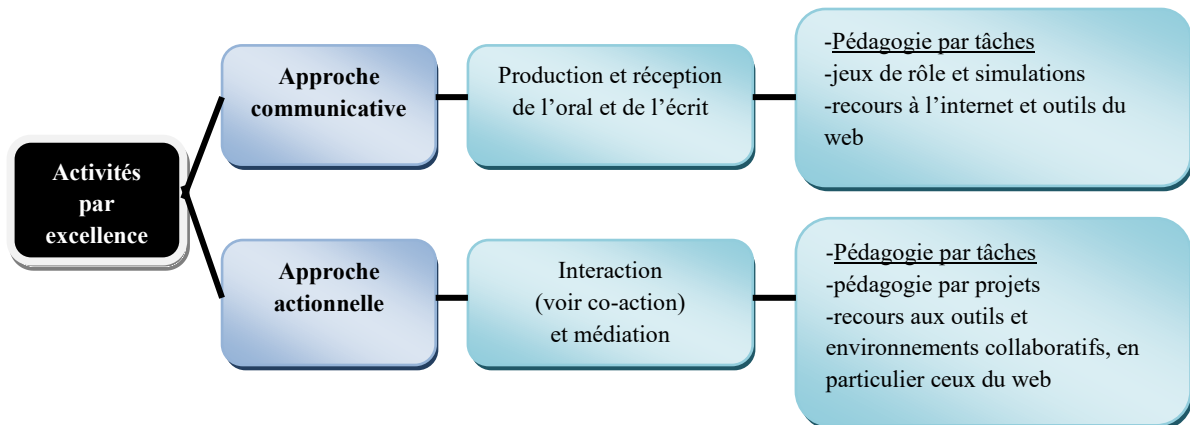 Activités
par
excellence
Approche
communicative
Production et réception
de l'oral et de l'écrit
-Pédagogie par tâches
-jeux de rôle et simulations
-recours à l'internet et outils du
web
Approche
actionnelle
Interaction
(voir co-action)
et médiation
-Pédagogie par tâches
-pédagogie par projets
-recours aux outils et
environnements collaboratifs, en
particulier ceux du web